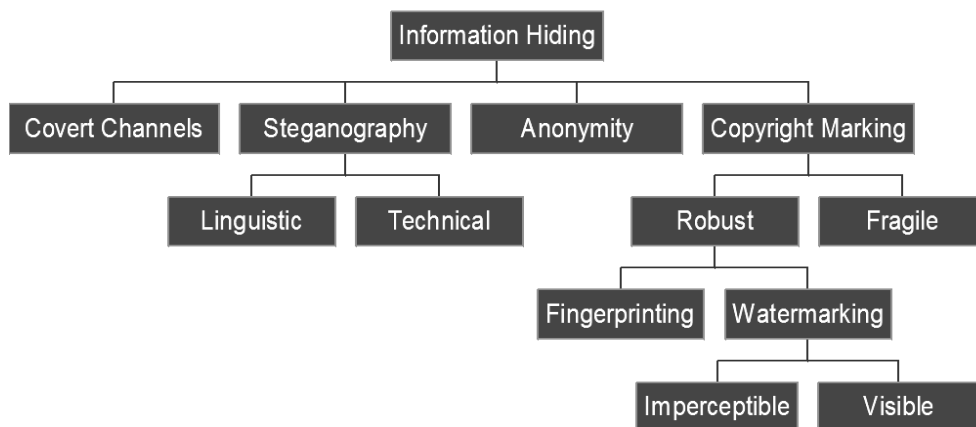 Information Hiding
Covert Channels
Steganography
Anonymity
Copyright Marking
Linguistic
Technical
Robust
Fragile
Fingerprinting
Watermarking
Imperceptible
Visible